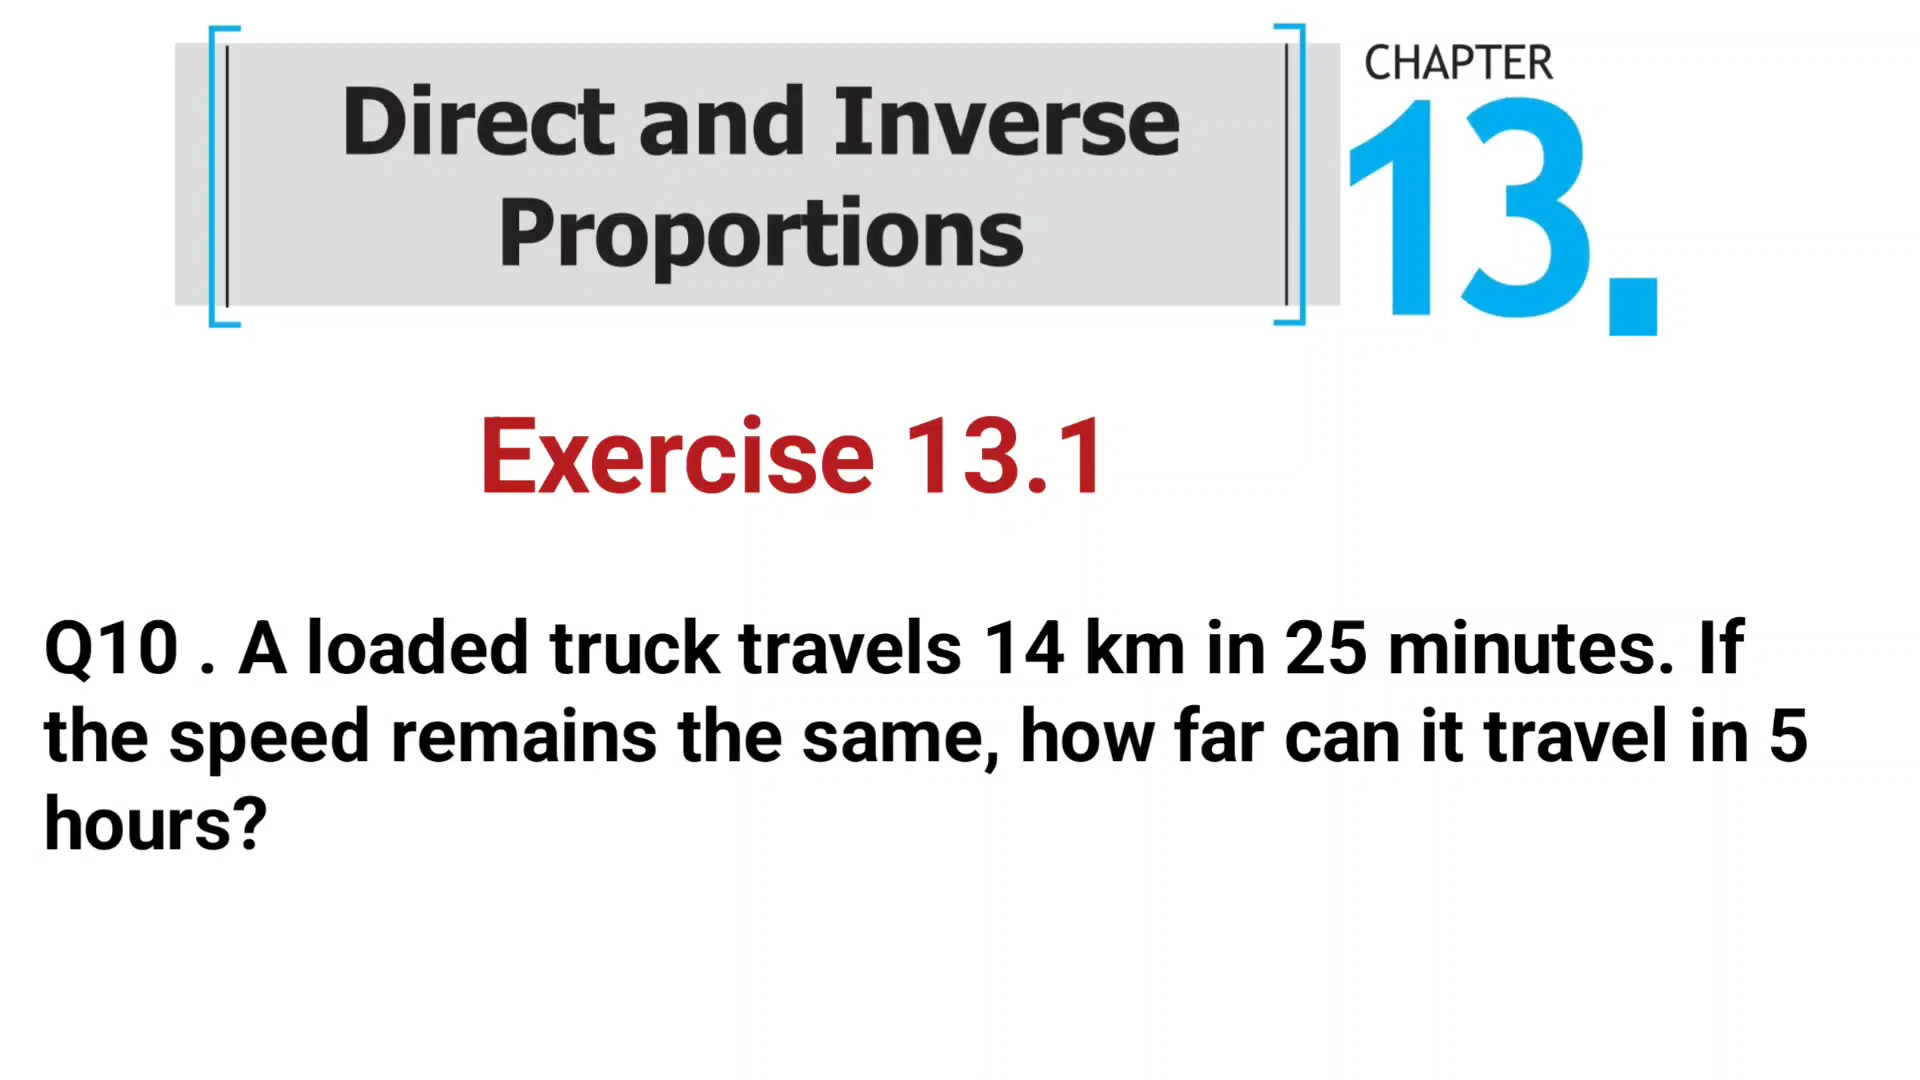 Direct and Inverse
Proportions
CHAPTER
13.
Exercise 13.1
Q10 . A loaded truck travels 14 km in 25 minutes. If
the speed remains the same, how far can it travel in 5
hours?